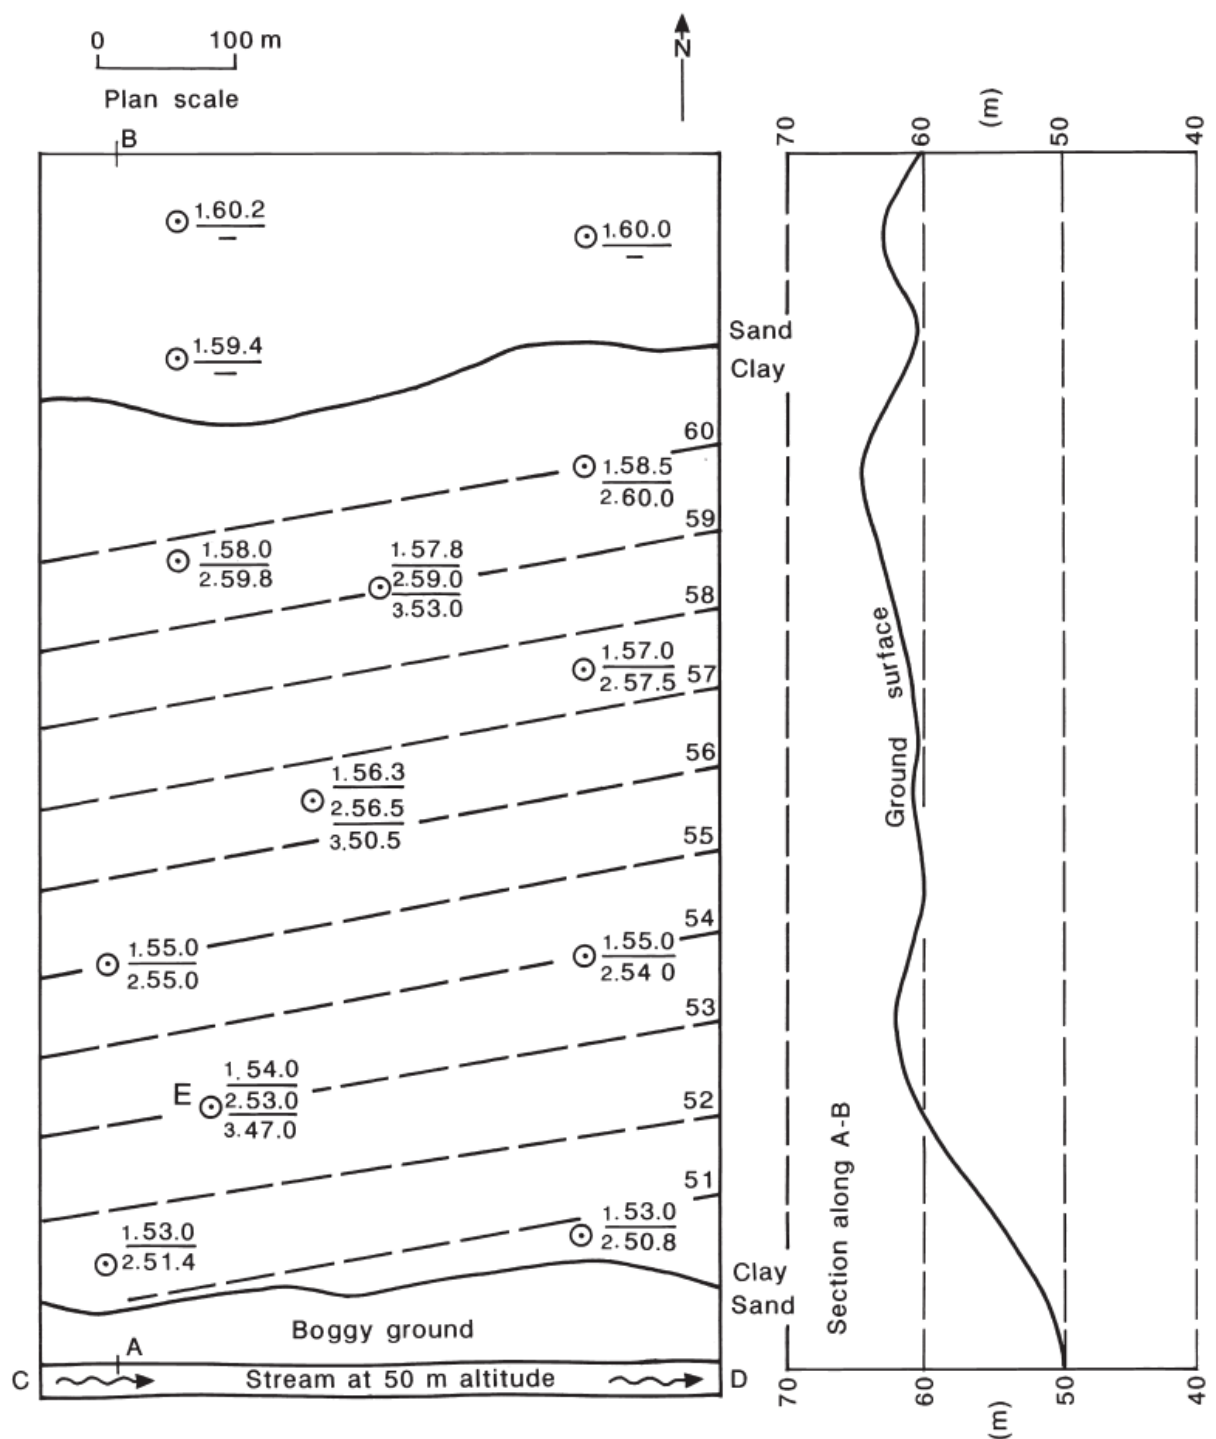 0 100 m
Plan scale
N
B
1.60.2
–
1.60.0
–
1.59.4
–
Sand
Clay
60
1.58.5
2.60.0
59
1.58.0
2.59.8
1.57.8
2.59.0
3.53.0
58
1.57.0
2.57.5
57
56
1.56.3
2.56.5
3.50.5
55
54
1.55.0
2.55.0
1.55.0
2.54 0
53
E
1.54.0
2.53.0
3.47.0
52
51
1.53.0
2.51.4
1.53.0
2.50.8
Clay
Sand
Boggy ground
A
C
Stream at 50 m altitude
D
70 60 (m) 50 40
Ground surface
Section along A-B
70 60 (m) 50 40